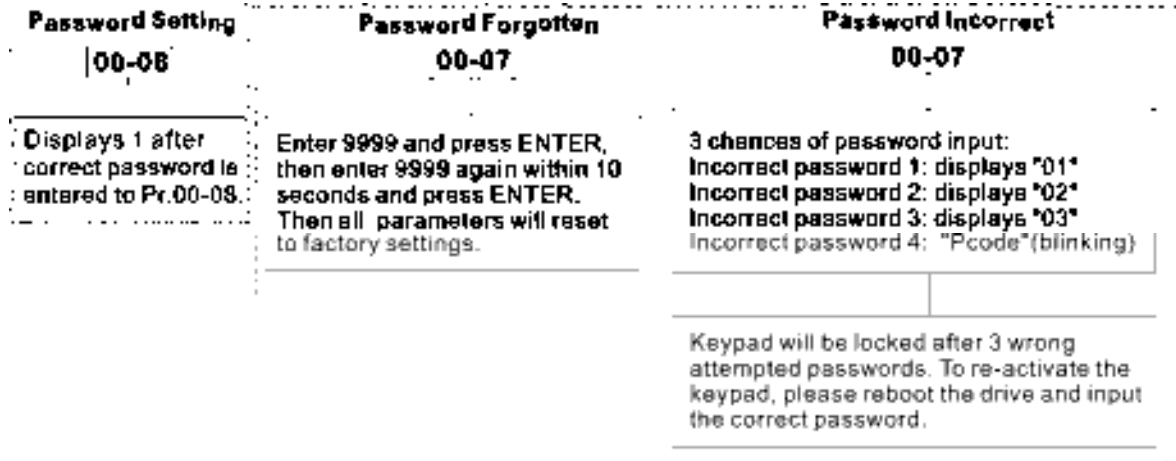 Password Setting
00-08
Displays 1 after
correct password is
entered to Pr.00-08.
Password Forgotten
00-07
Enter 9999 and press ENTER,
then enter 9999 again within 10
seconds and press ENTER.
Then all parameters will reset
to factory settings.
Password Incorrect
00-07
3 chances of password input:
Incorrect password 1: displays "01"
Incorrect password 2: displays "02"
Incorrect password 3: displays "03"
Incorrect password 4: "Pcode"(blinking)
Keypad will be locked after 3 wrong
attempted passwords. To re-activate the
keypad, please reboot the drive and input
the correct password.